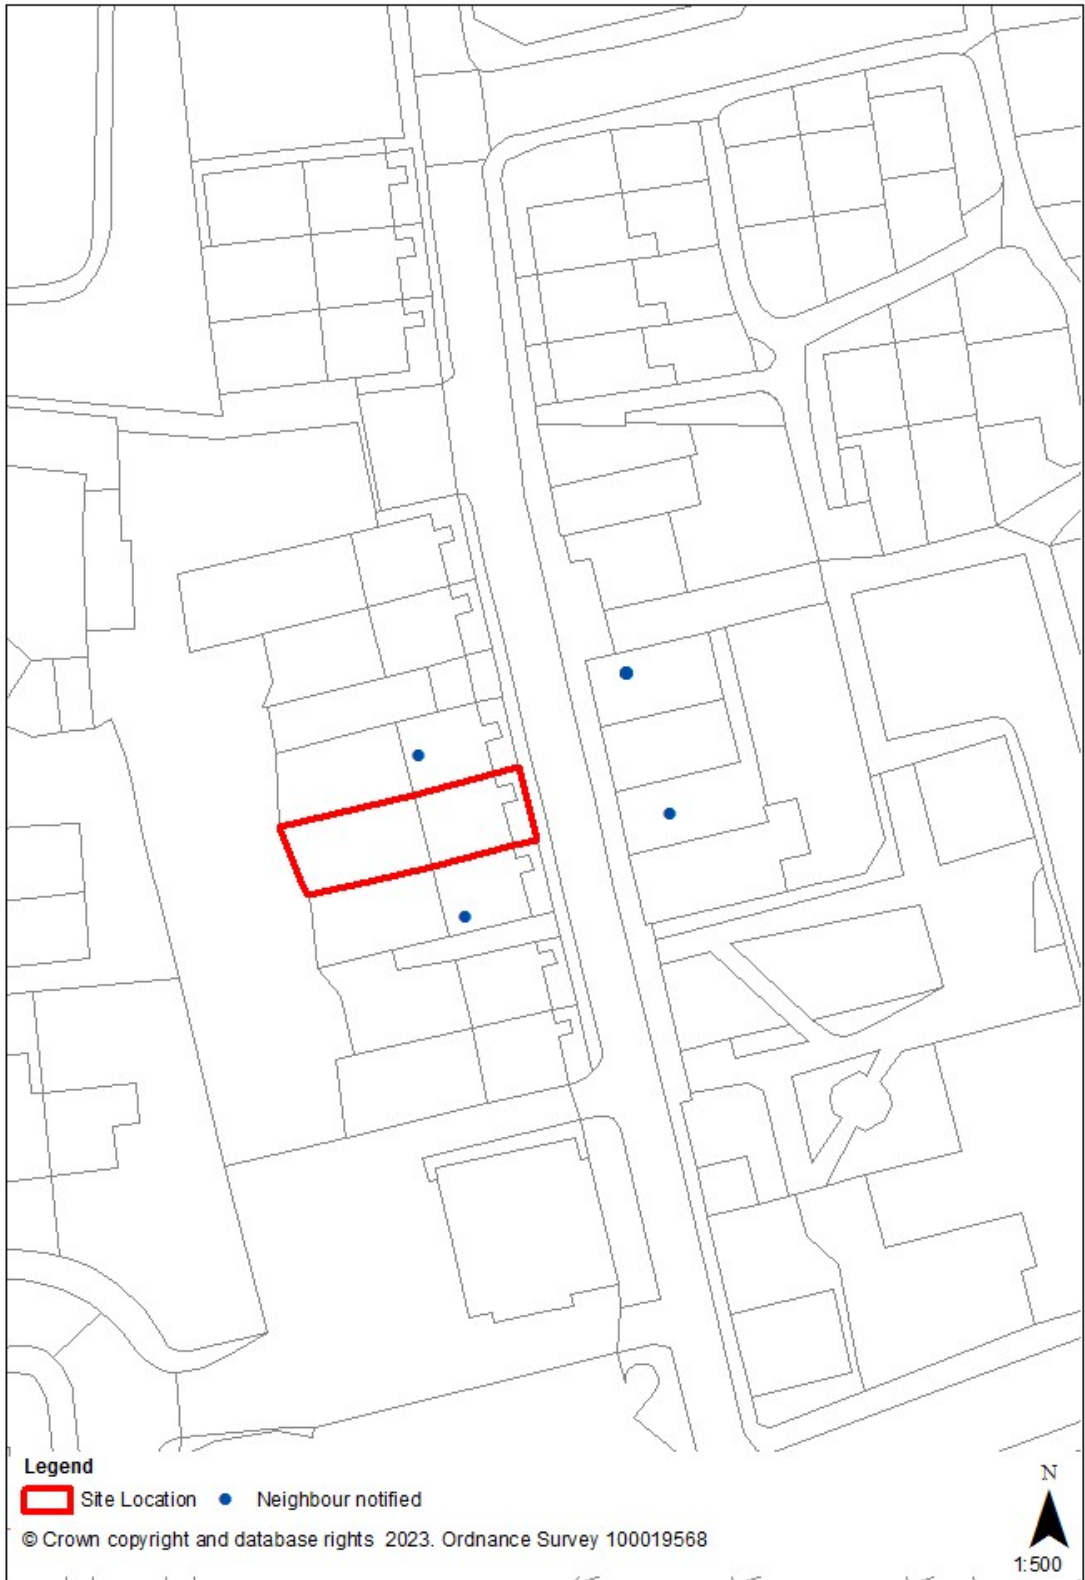 Legend
Site Location Neighbour notified
© Crown copyright and database rights 2023. Ordnance Survey 100019568
N
1:500